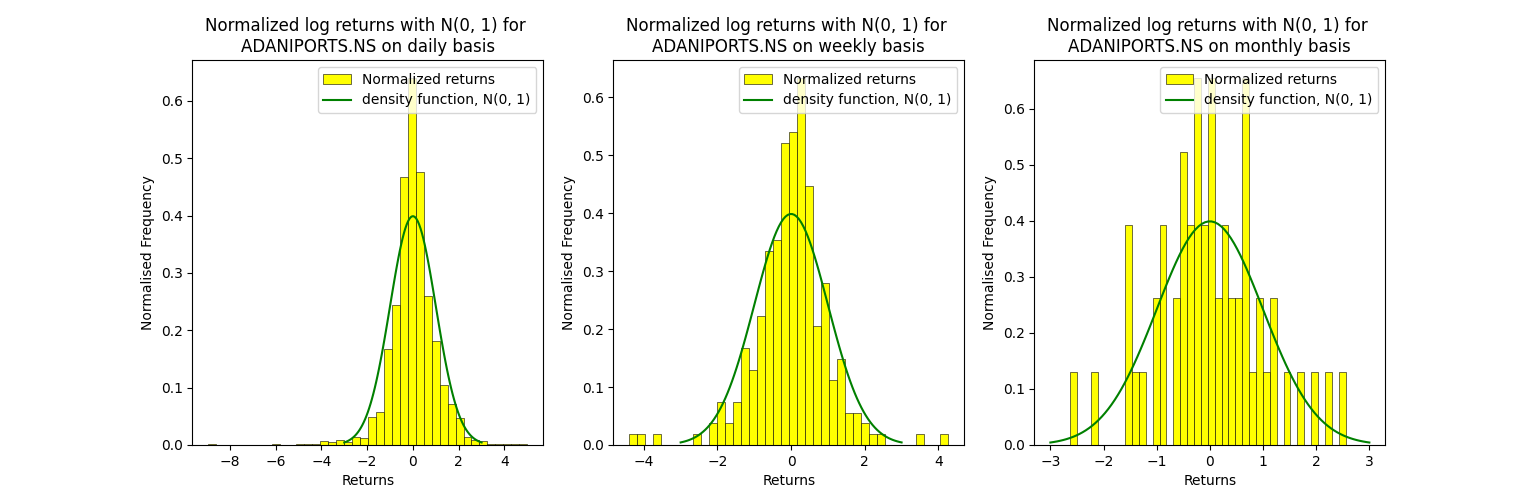 Normalized log returns with N(0, 1) for
ADANIPORTS.NS on daily basis
Normalized returns
density function, N(0, 1)
0.6
0.5
0.4
0.3
0.2
0.1
0.0
Normalised Frequency
−8 −6 −4 −2 0 2 4
Returns
Normalized log returns with N(0, 1) for
ADANIPORTS.NS on weekly basis
Normalized returns
density function, N(0, 1)
0.6
0.5
0.4
0.3
0.2
0.1
0.0
Normalised Frequency
−4 −2 0 2 4
Returns
Normalized log returns with N(0, 1) for
ADANIPORTS.NS on monthly basis
Normalized returns
density function, N(0, 1)
0.6
0.5
0.4
0.3
0.2
0.1
0.0
Normalised Frequency
−3 −2 −1 0 1 2 3
Returns